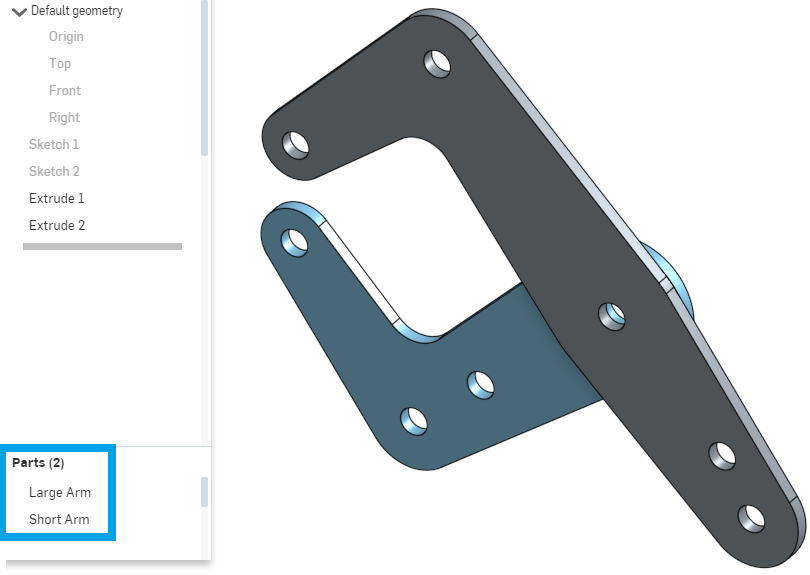 Default geometry
Origin
Top
Front
Right
Sketch 1
Sketch 2
Extrude 1
Extrude 2
Parts (2)
Large Arm
Short Arm